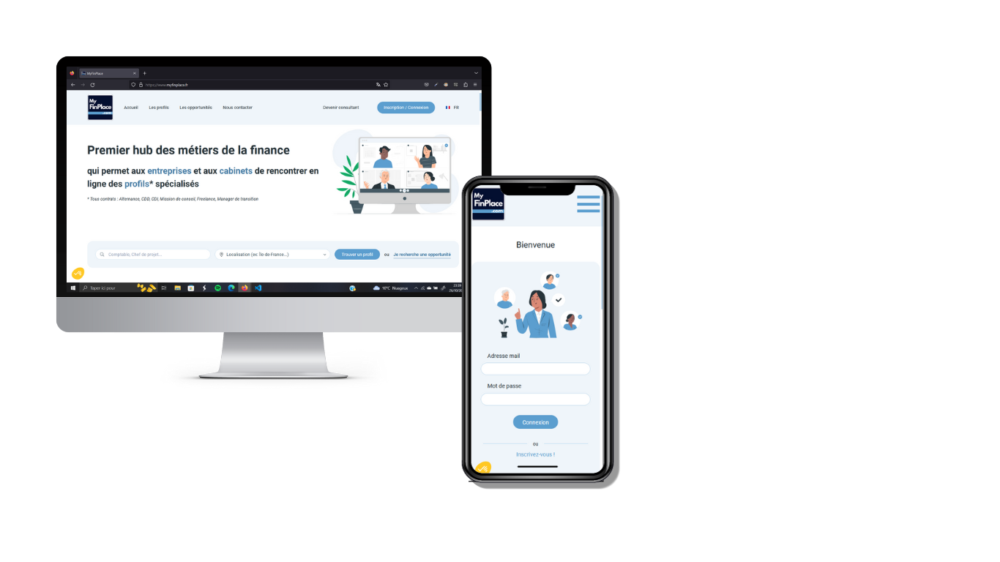 MyFinPlace
https://www.myfinplace.fr
My
FinPlace
.com
Accueil
Les profils
Les opportunités
Nous contacter
Devenir consultant
Inscription / Connexion
FR
Premier hub des métiers de la finance
qui permet aux entreprises et aux cabinets de rencontrer en
ligne des profils* spécialisés
* Tous contrats : Alternance, CDD, CDI, Mission de conseil, Freelance, Manager de transition
Comptable, Chef de projet...
Localisation (ex: Île-de-France...)
Trouver un profil
ou
Je recherche une opportunité
Taper ici pour
10°C Nuageux
23:39
My
FinPlace
.com
Bienvenue
Adresse mail
Mot de passe
Connexion
ou
Inscrivez-vous !